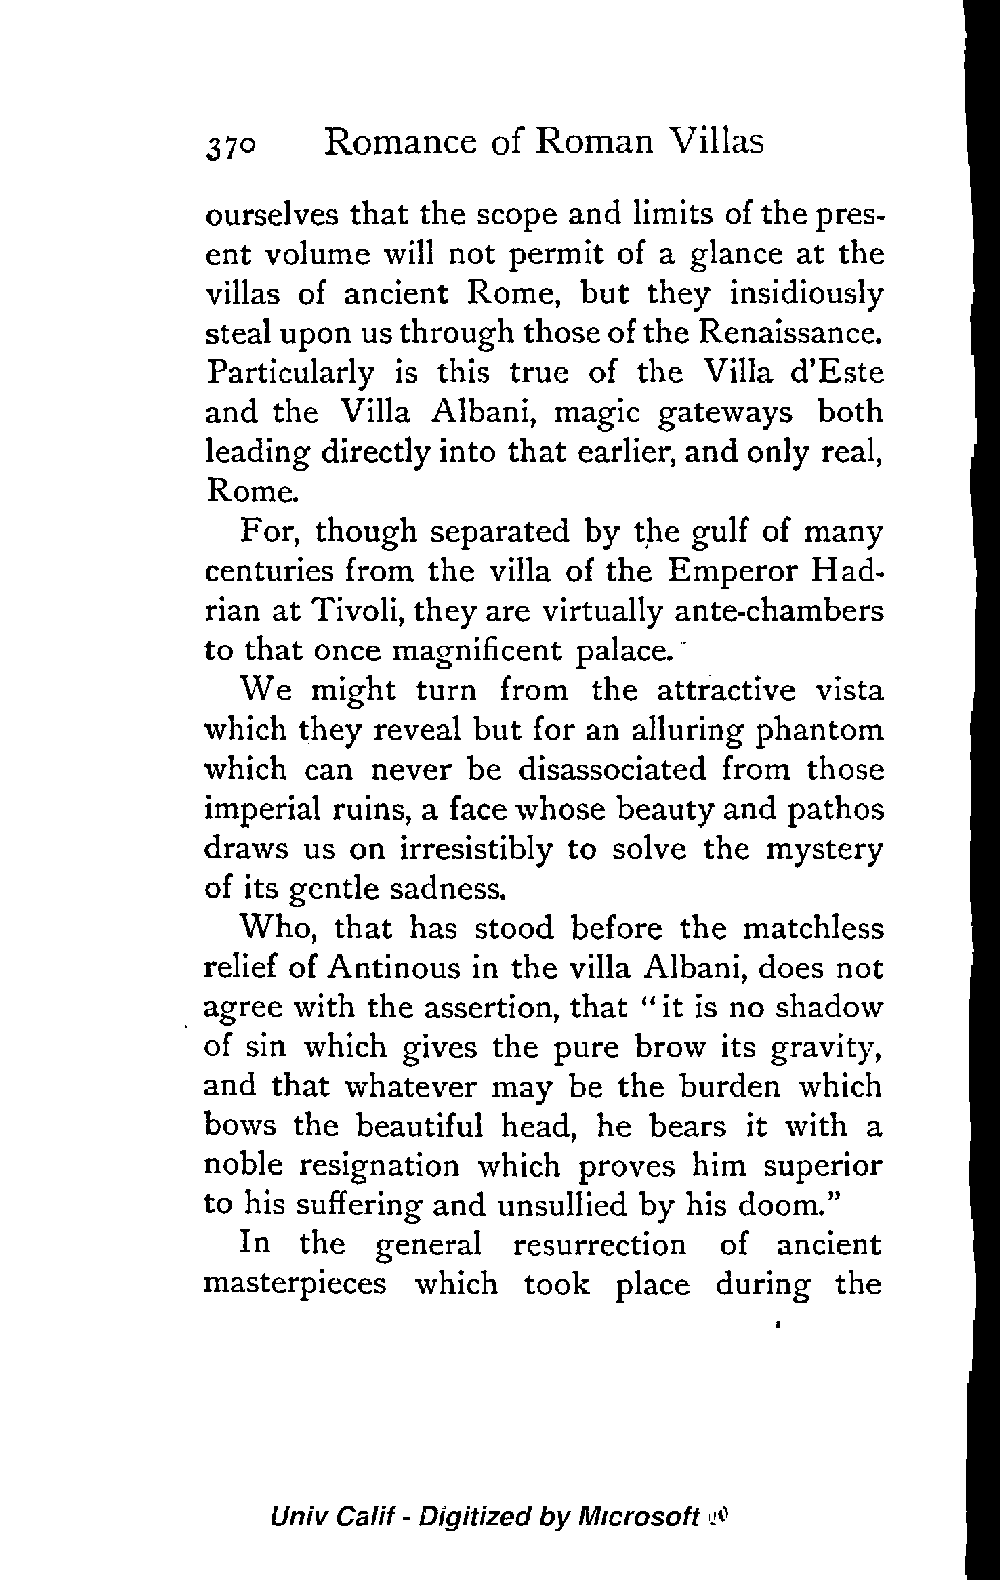 370 Romance of Roman Villas
ourselves that the scope and limits of the pres-
ent volume will not permit of a glance at the
villas of ancient Rome, but they insidiously
steal upon us through those of the Renaissance.
Particularly is this true of the Villa d'Este
and the Villa Albani, magic gateways both
leading directly into that earlier, and only real,
Rome.
For, though separated by the gulf of many
centuries from the villa of the Emperor Had-
rian at Tivoli, they are virtually ante-chambers
to that once magnificent palace.
We might turn from the attractive vista
which they reveal but for an alluring phantom
which can never be disassociated from those
imperial ruins, a face whose beauty and pathos
draws us on irresistibly to solve the mystery
of its gentle sadness.
Who, that has stood before the matchless
relief of Antinous in the villa Albani, does not
agree with the assertion, that "it is no shadow
of sin which gives the pure brow its gravity,
and that whatever may be the burden which
bows the beautiful head, he bears it with a
noble resignation which proves him superior
to his suffering and unsullied by his doom."
In the general resurrection of ancient
masterpieces which took place during the
Univ Calif - Digitized by Microsoft ®